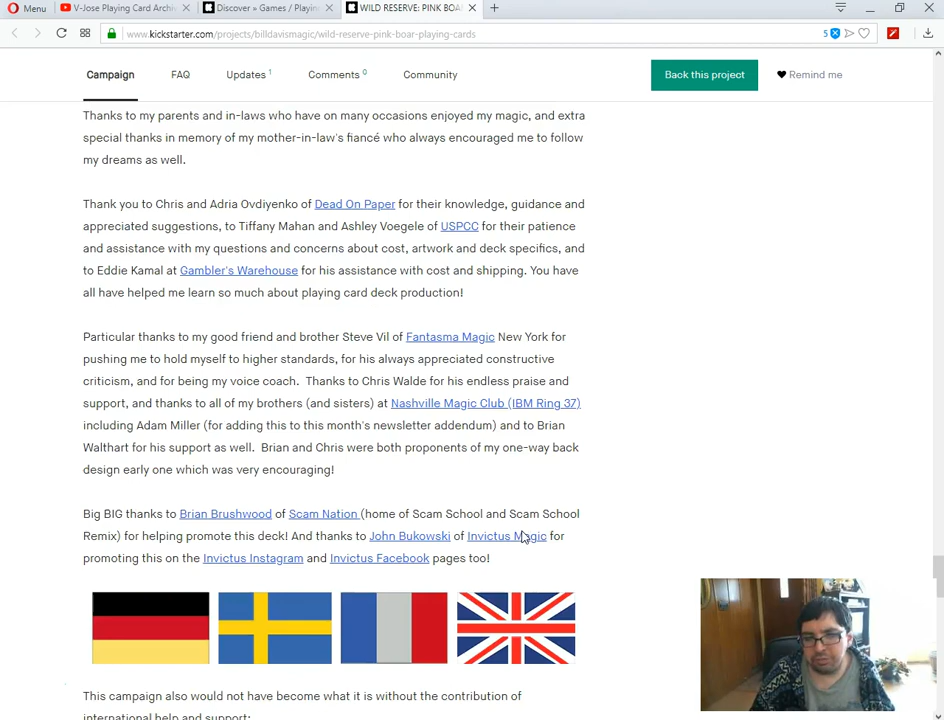 Menu
V-Jose Playing Card Archi
Discover » Games / Playin
WILD RESERVE: PINK BOA
www.kickstarter.com/projects/billdavismagic/wild-reserve-pink-boar-playing-cards
5
Campaign
FAQ
Updates 1
Comments 0
Community
Back this project
Remind me
Thanks to my parents and in-laws who have on many occasions enjoyed my magic, and extra
special thanks in memory of my mother-in-law's fiancé who always encouraged me to follow
my dreams as well.
Thank you to Chris and Adria Ovdiyenko of Dead On Paper for their knowledge, guidance and
appreciated suggestions, to Tiffany Mahan and Ashley Voegele of USPCC for their patience
and assistance with my questions and concerns about cost, artwork and deck specifics, and
to Eddie Kamal at Gambler's Warehouse for his assistance with cost and shipping. You have
all have helped me learn so much about playing card deck production!
Particular thanks to my good friend and brother Steve Vil of Fantasma Magic New York for
pushing me to hold myself to higher standards, for his always appreciated constructive
criticism, and for being my voice coach. Thanks to Chris Walde for his endless praise and
support, and thanks to all of my brothers (and sisters) at Nashville Magic Club (IBM Ring 37)
including Adam Miller (for adding this to this month's newsletter addendum) and to Brian
Walthart for his support as well. Brian and Chris were both proponents of my one-way back
design early one which was very encouraging!
Big BIG thanks to Brian Brushwood of Scam Nation (home of Scam School and Scam School
Remix) for helping promote this deck! And thanks to John Bukowski of Invictus Magic for
promoting this on the Invictus Instagram and Invictus Facebook pages too!
This campaign also would not have become what it is without the contribution of
international help and support: